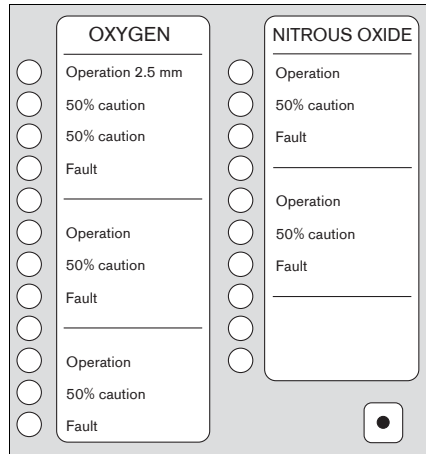 OXYGEN
Operation 2.5 mm
50% caution
50% caution
Fault
Operation
50% caution
Fault
Operation
50% caution
Fault
NITROUS OXIDE
Operation
50% caution
Fault
Operation
50% caution
Fault